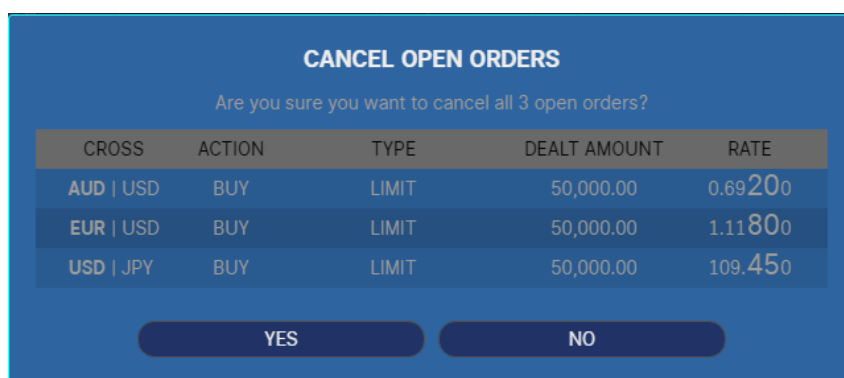 CANCEL OPEN ORDERS
Are you sure you want to cancel all 3 open orders?
CROSS ACTION TYPE DEALT AMOUNT RATE
AUD | USD BUY LIMIT 50,000.00 0.69200
EUR | USD BUY LIMIT 50,000.00 1.11800
USD | JPY BUY LIMIT 50,000.00 109.450
YES NO